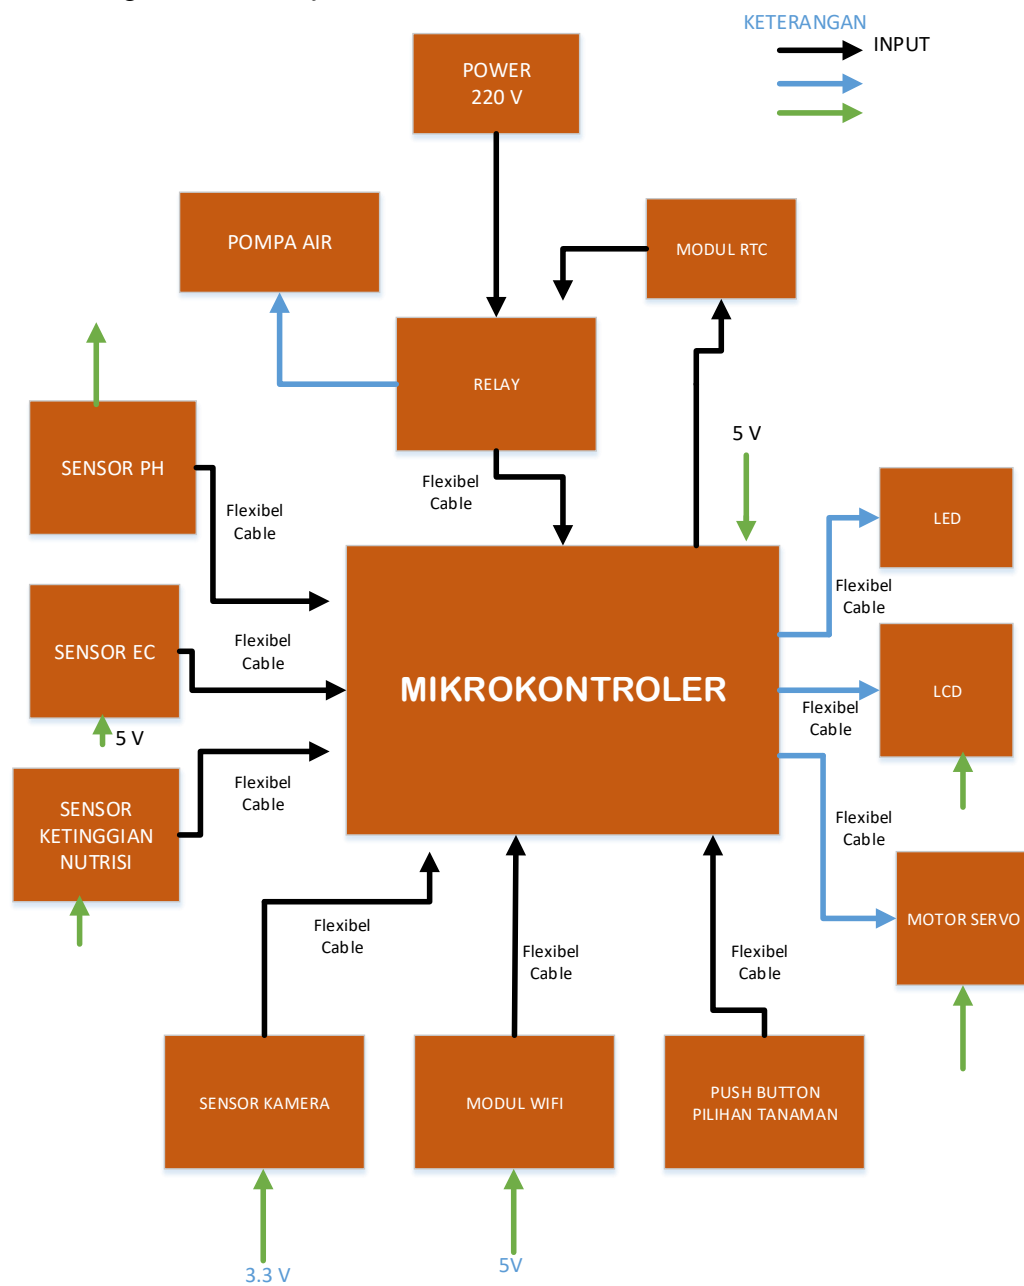 KETERANGAN
INPUT
POWER
220 V
POMPA AIR
MODUL RTC
RELAY
5 V
SENSOR PH
Flexibel
Cable
Flexibel
Cable
LED
Flexibel
Cable
SENSOR EC
Flexibel
Cable
MIKROKONTROLER
LCD
Flexibel
Cable
5 V
SENSOR
KETINGGIAN
NUTRISI
Flexibel
Cable
Flexibel
Cable
MOTOR SERVO
Flexibel
Cable
Flexibel
Cable
Flexibel
Cable
SENSOR KAMERA
MODUL WIFI
PUSH BUTTON
PILIHAN TANAMAN
3.3 V
5V